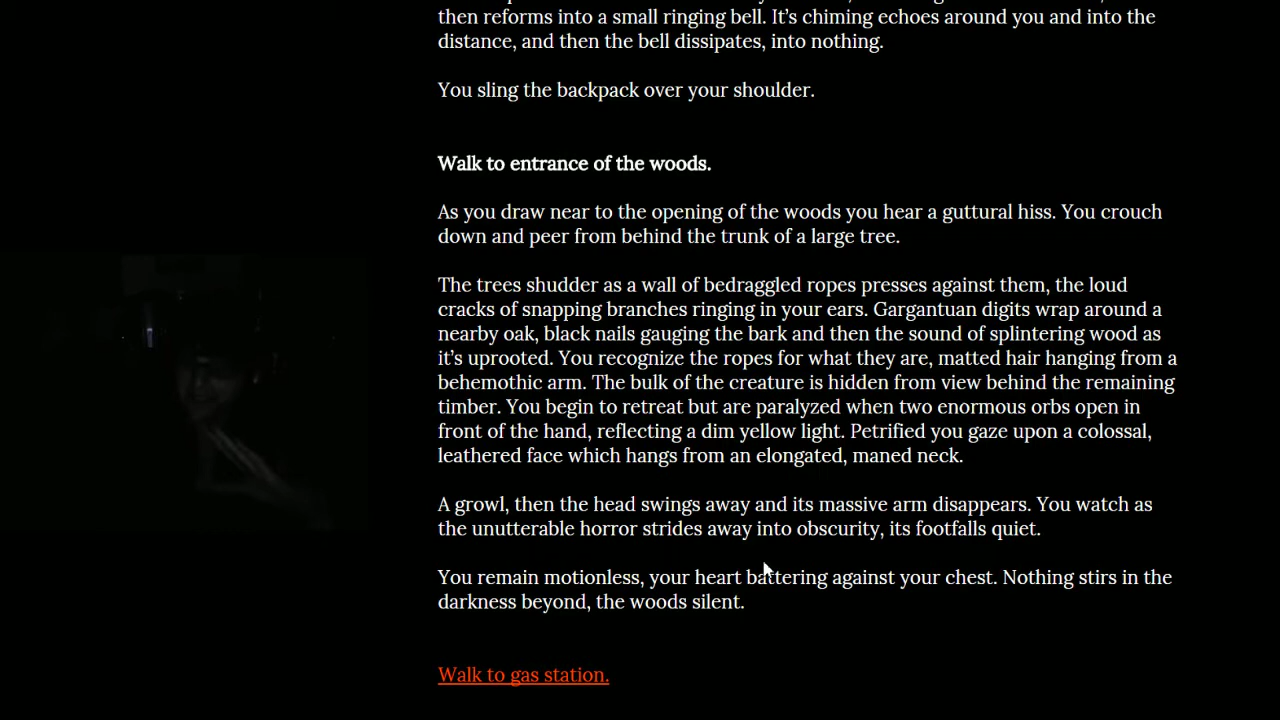 then reforms into a small ringing bell. It’s chiming echoes around you and into the
distance, and then the bell dissipates, into nothing.
You sling the backpack over your shoulder.
Walk to entrance of the woods.
As you draw near to the opening of the woods you hear a guttural hiss. You crouch
down and peer from behind the trunk of a large tree.
The trees shudder as a wall of bedraggled ropes presses against them, the loud
cracks of snapping branches ringing in your ears. Gargantuan digits wrap around a
nearby oak, black nails gauging the bark and then the sound of splintering wood as
it’s uprooted. You recognize the ropes for what they are, matted hair hanging from a
behemothic arm. The bulk of the creature is hidden from view behind the remaining
timber. You begin to retreat but are paralyzed when two enormous orbs open in
front of the hand, reflecting a dim yellow light. Petrified you gaze upon a colossal,
leathered face which hangs from an elongated, maned neck.
A growl, then the head swings away and its massive arm disappears. You watch as
the unutterable horror strides away into obscurity, its footfalls quiet.
You remain motionless, your heart battering against your chest. Nothing stirs in the
darkness beyond, the woods silent.
Walk to gas station.